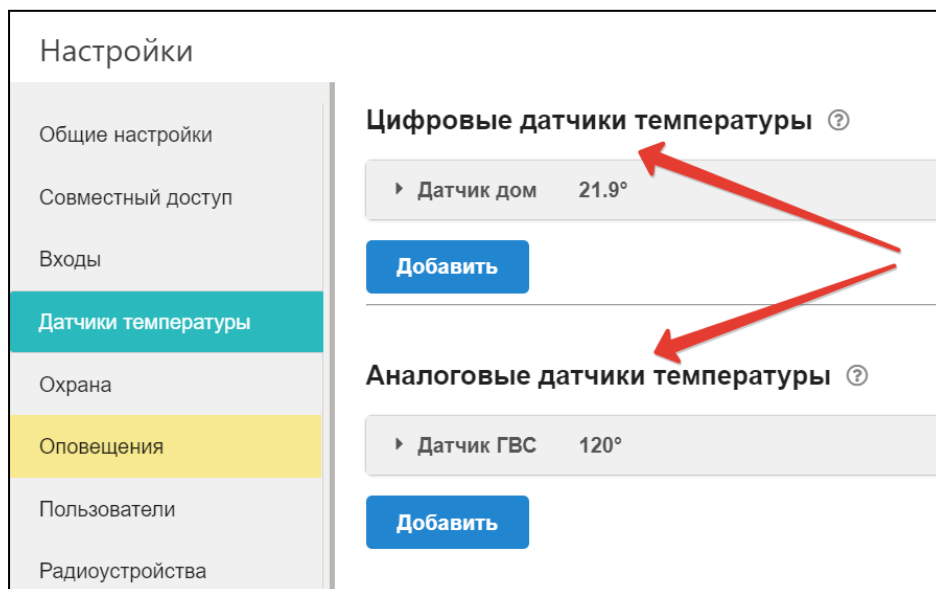 Настройки
Общие настройки
Совместный доступ
Входы
Датчики температуры
Охрана
Оповещения
Пользователи
Радиоустройства
Цифровые датчики температуры ?
Датчик дом 21.9°
Добавить
Аналоговые датчики температуры ?
Датчик ГВС 120°
Добавить